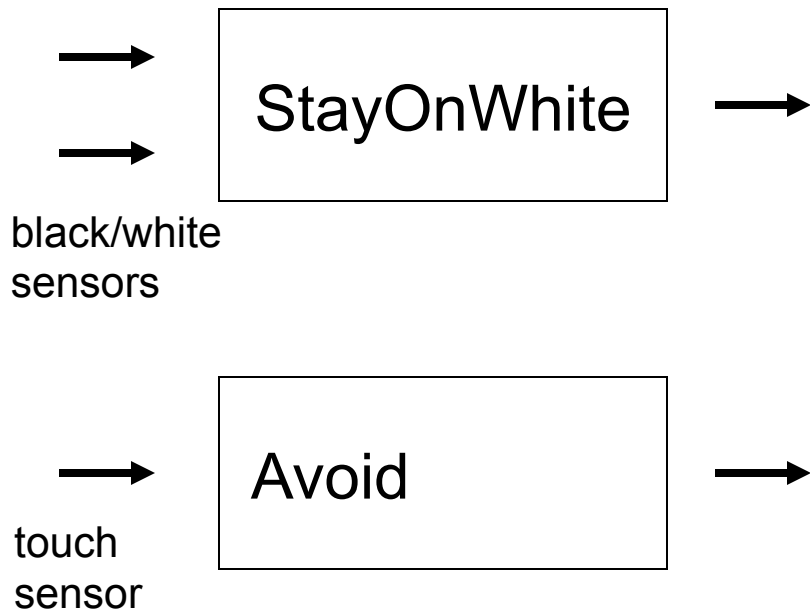 StayOnWhite
black/white
sensors
Avoid
touch
sensor